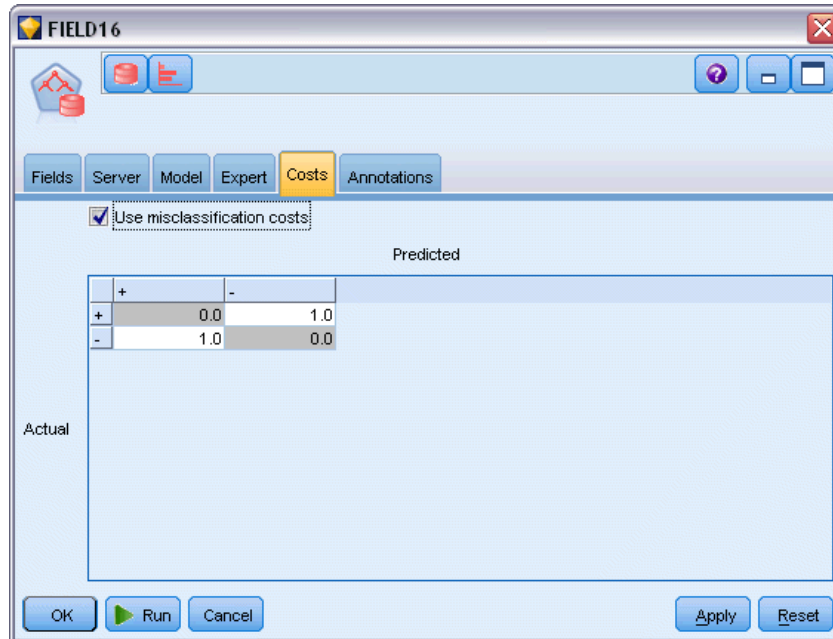 FIELD16
Fields Server Model Expert Costs Annotations
Use misclassification costs
Predicted
+ -
+ 0.0 1.0
- 1.0 0.0
Actual
OK Run Cancel Apply Reset